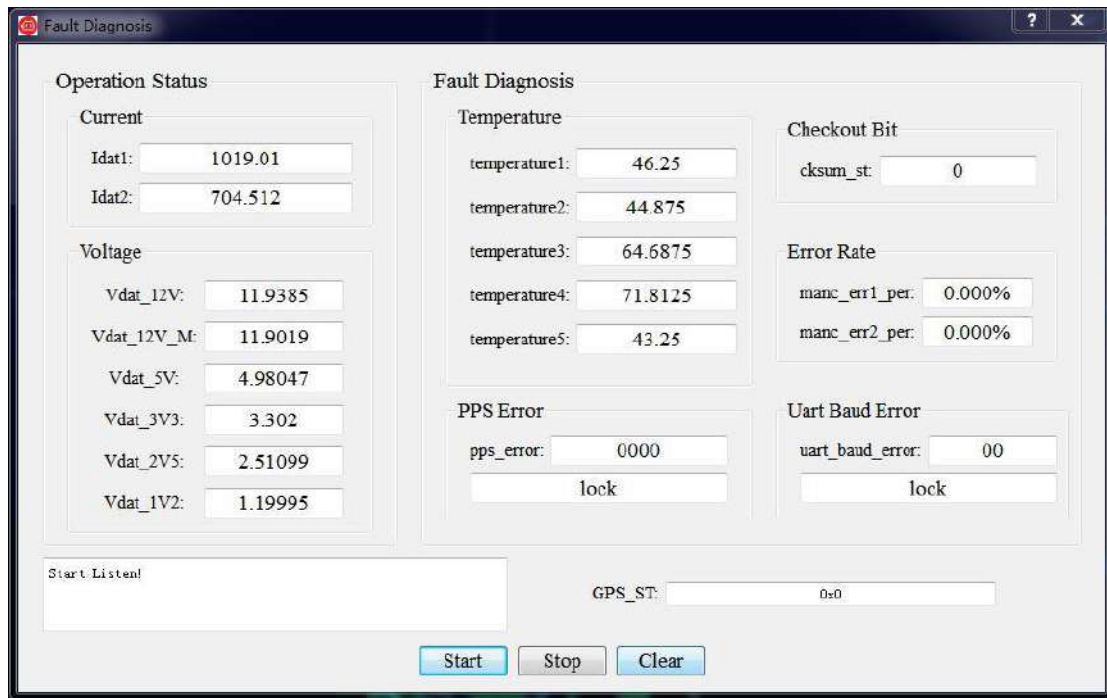 Fault Diagnosis
? X
Operation Status
Current
Idat1: 1019.01
Idat2: 704.512
Voltage
Vdat_12V: 11.9385
Vdat_12V_M: 11.9019
Vdat_5V: 4.98047
Vdat_3V3: 3.302
Vdat_2V5: 2.51099
Vdat_1V2: 1.19995
Fault Diagnosis
Temperature
temperature1: 46.25
temperature2: 44.875
temperature3: 64.6875
temperature4: 71.8125
temperature5: 43.25
Checkout Bit
cksum_st: 0
Error Rate
manc_err1_per: 0.000%
manc_err2_per: 0.000%
PPS Error
pps_error: 0000
lock
Uart Baud Error
uart_baud_error: 00
lock
Start Listen!
GPS_ST: 0x0
Start Stop Clear